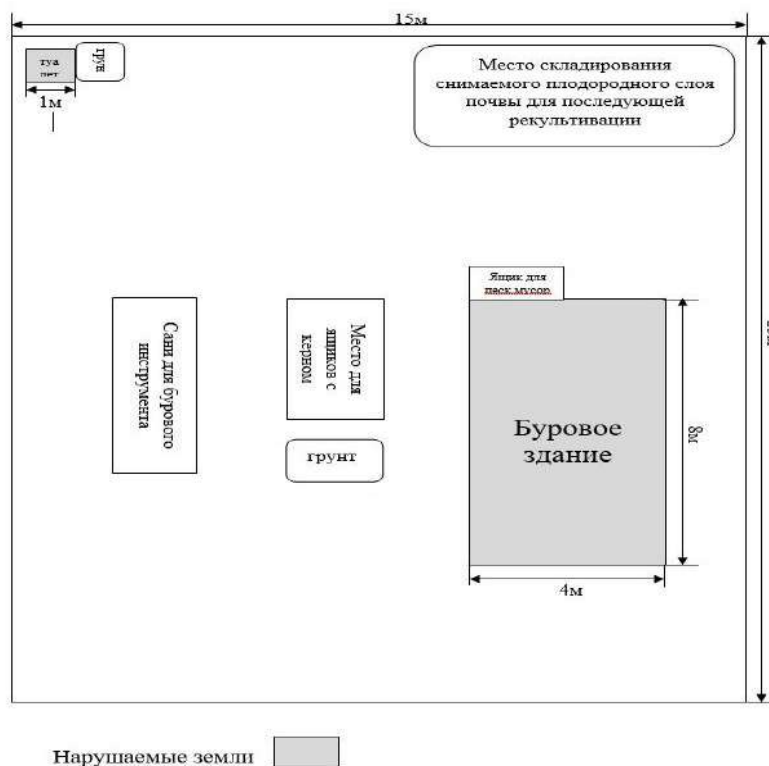 15м
туа
лет
грун
1м
Место складирования
снимаемого плодородного слоя
почвы для последующей
рекультивации
Ящик для
песк.мусор
Сани для бурового
инструмента
Место для
ящиков с
керном
грунт
Буровое
здание
8м
4м
Нарушаемые земли